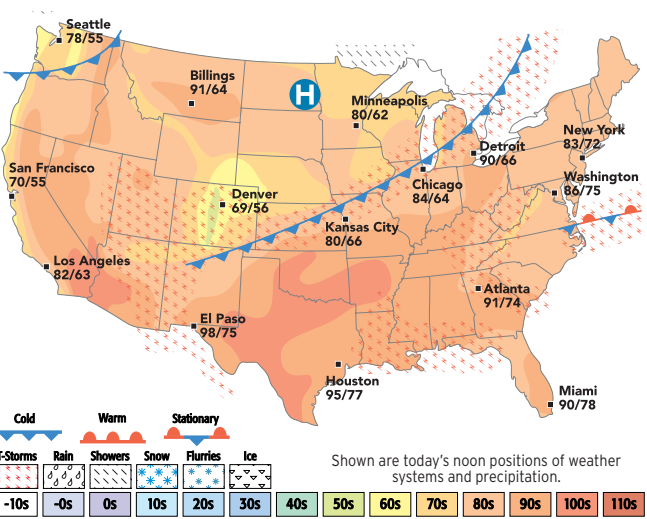 Seattle
78/55
Billings
91/64
H
Minneapolis
80/62
New York
83/72
Detroit
90/66
San Francisco
70/55
Washington
86/75
Chicago
84/64
Denver
69/56
Kansas City
80/66
Los Angeles
82/63
Atlanta
91/74
El Paso
98/75
Houston
95/77
Miami
90/78
Cold Warm Stationary
T-Storms Rain Showers Snow Flurries Ice
Shown are today's noon positions of weather
systems and precipitation.
-10s -0s 0s 10s 20s 30s 40s 50s 60s 70s 80s 90s 100s 110s